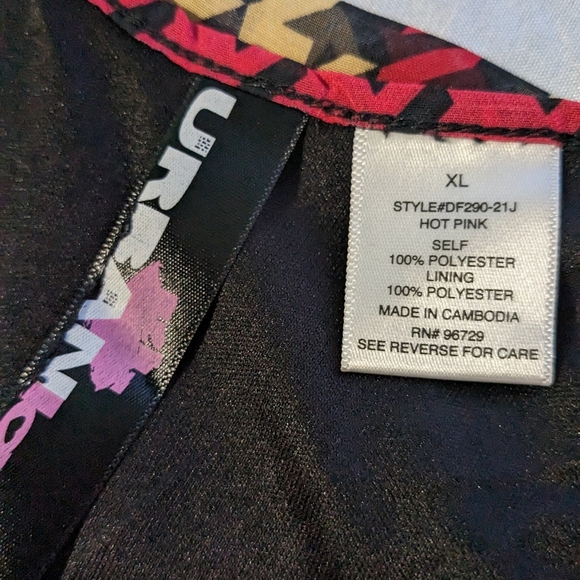 URBAN
XL
STYLE#DF290-21J
HOT PINK
SELF
100% POLYESTER
LINING
100% POLYESTER
MADE IN CAMBODIA
RN# 96729
SEE REVERSE FOR CARE